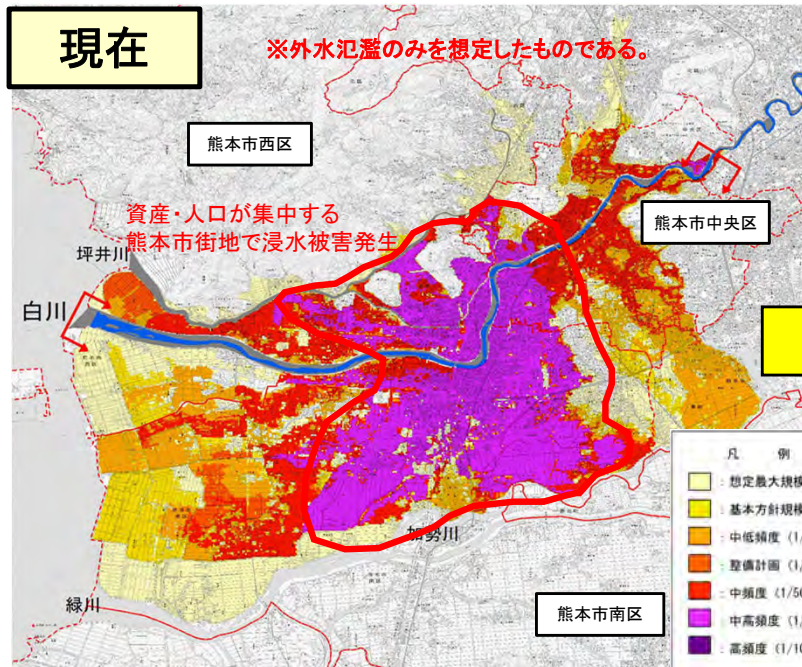 現在
※外水氾濫のみを想定したものである。
熊本市西区
資産・人口が集中する
熊本市街地で浸水被害発生
熊本市中央区
坪井川
白川
加勢川
緑川
熊本市南区
凡 例
：想定最大規模
：基本方針規模
：中低頻度（1/
：整備計画（1/
：中頻度（1/50
：中高頻度（1/
：高頻度（1/10